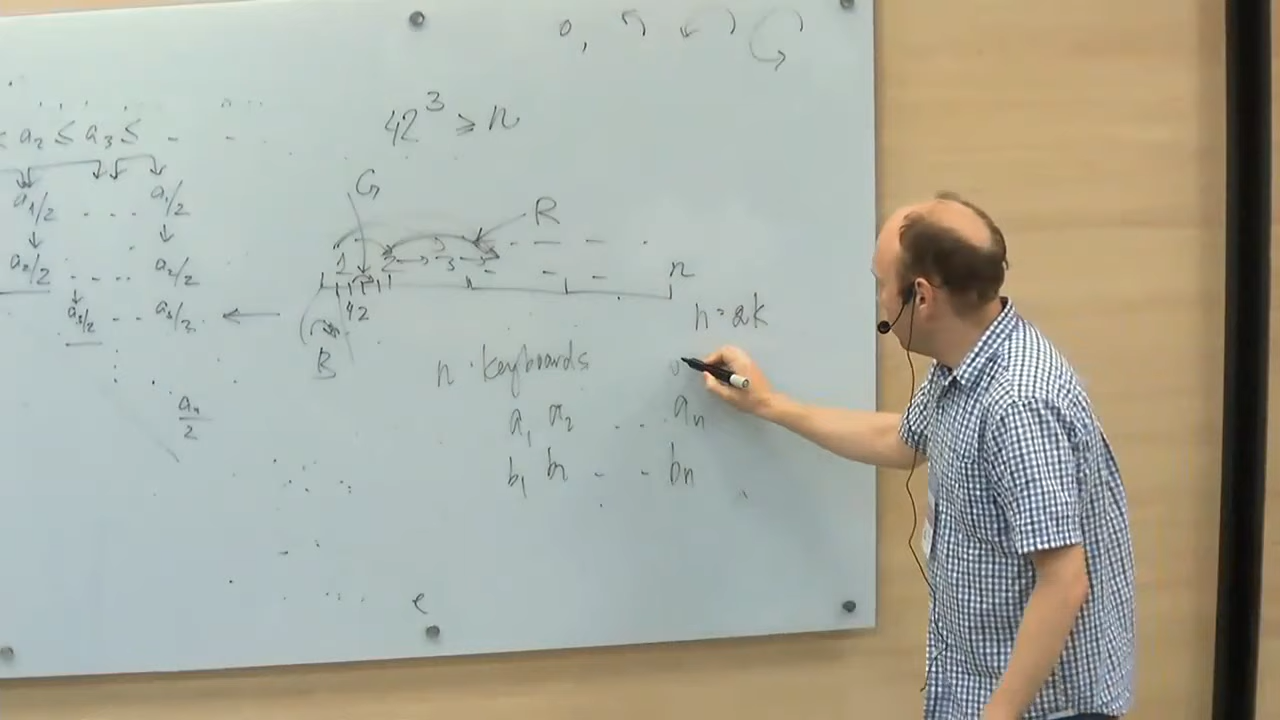 0,
42³ ≥ n
≤ a₂ ≤ a₃ ≤ - -
a₁/2 . . . . a₁/2
a₂/2 - . . . a₂/2
a₃/2 . - . a₃/2
aₙ/2
G
R
1 2 3 - - - n
42
B
n = 2k
n · keyboards
a₁ a₂ . . . aₙ
b₁ b₂ - - bₙ
e